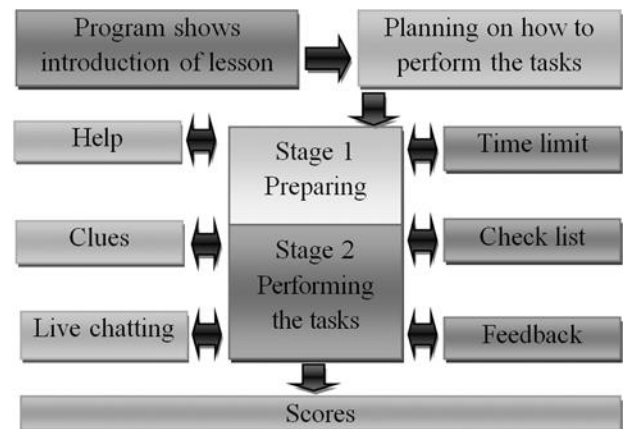 Program shows
introduction of lesson
Planning on how to
perform the tasks
Help
Stage 1
Preparing
Time limit
Clues
Stage 2
Performing
the tasks
Check list
Live chatting
Feedback
Scores